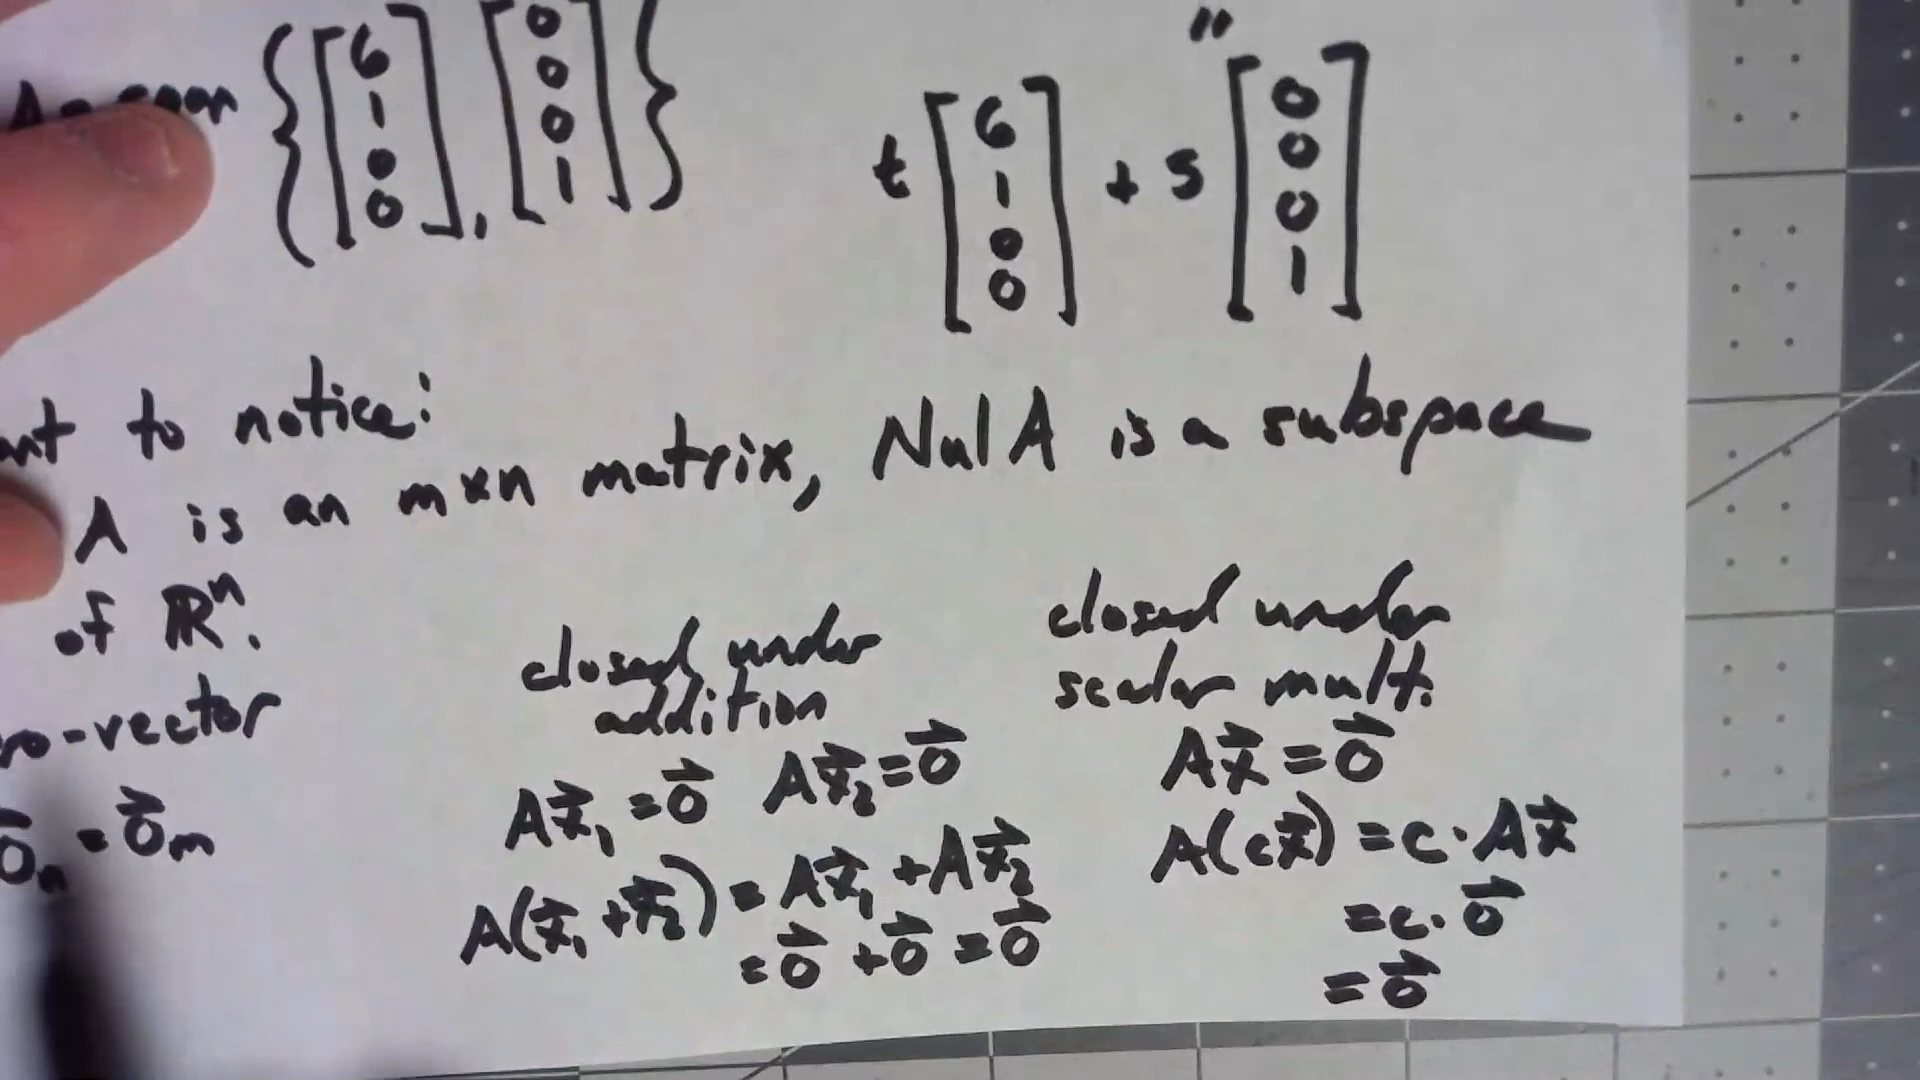 {[6 1 0 0], [0 0 0 1]}
"
t[6 1 0 0] + s[0 0 0 1]
to notice:
A is an m×n matrix, Nul A is a subspace
of ℝⁿ.
-vector
0⃗ₙ = 0⃗ₘ
closed under
addition
Ax⃗₁ = 0⃗ Ax⃗₂ = 0⃗
A(x⃗₁ + x⃗₂) = Ax⃗₁ + Ax⃗₂
= 0⃗ + 0⃗ = 0⃗
closed under
scalar mult.
Ax⃗ = 0⃗
A(cx⃗) = c · Ax⃗
= c · 0⃗
= 0⃗